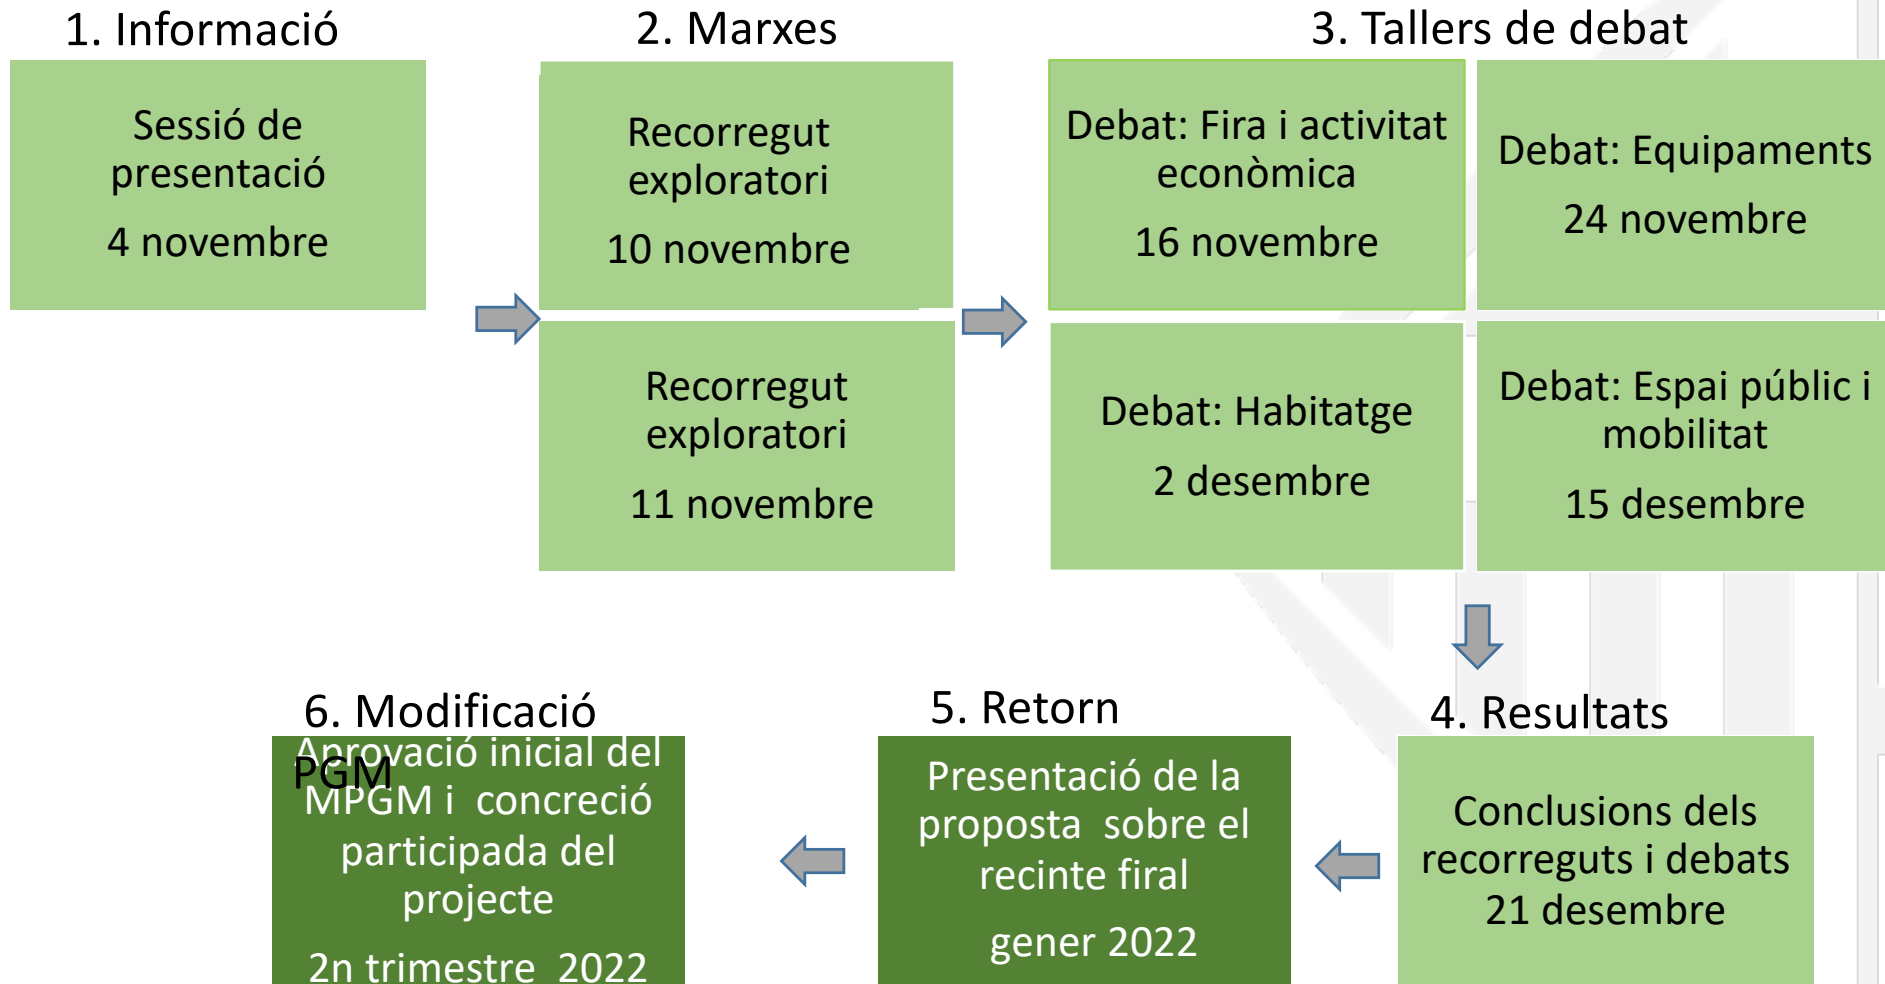 1. Informació
Sessió de
presentació
4 novembre
2. Marxes
Recorregut
exploratori
10 novembre
Recorregut
exploratori
11 novembre
3. Tallers de debat
Debat: Fira i activitat
econòmica
16 novembre
Debat: Equipaments
24 novembre
Debat: Habitatge
2 desembre
Debat: Espai públic i
mobilitat
15 desembre
4. Resultats
Conclusions dels
recorreguts i debats
21 desembre
5. Retorn
Presentació de la
proposta sobre el
recinte firal
gener 2022
6. Modificació
PGM
Aprovació inicial del
MPGM i concreció
participada del
projecte
2n trimestre 2022